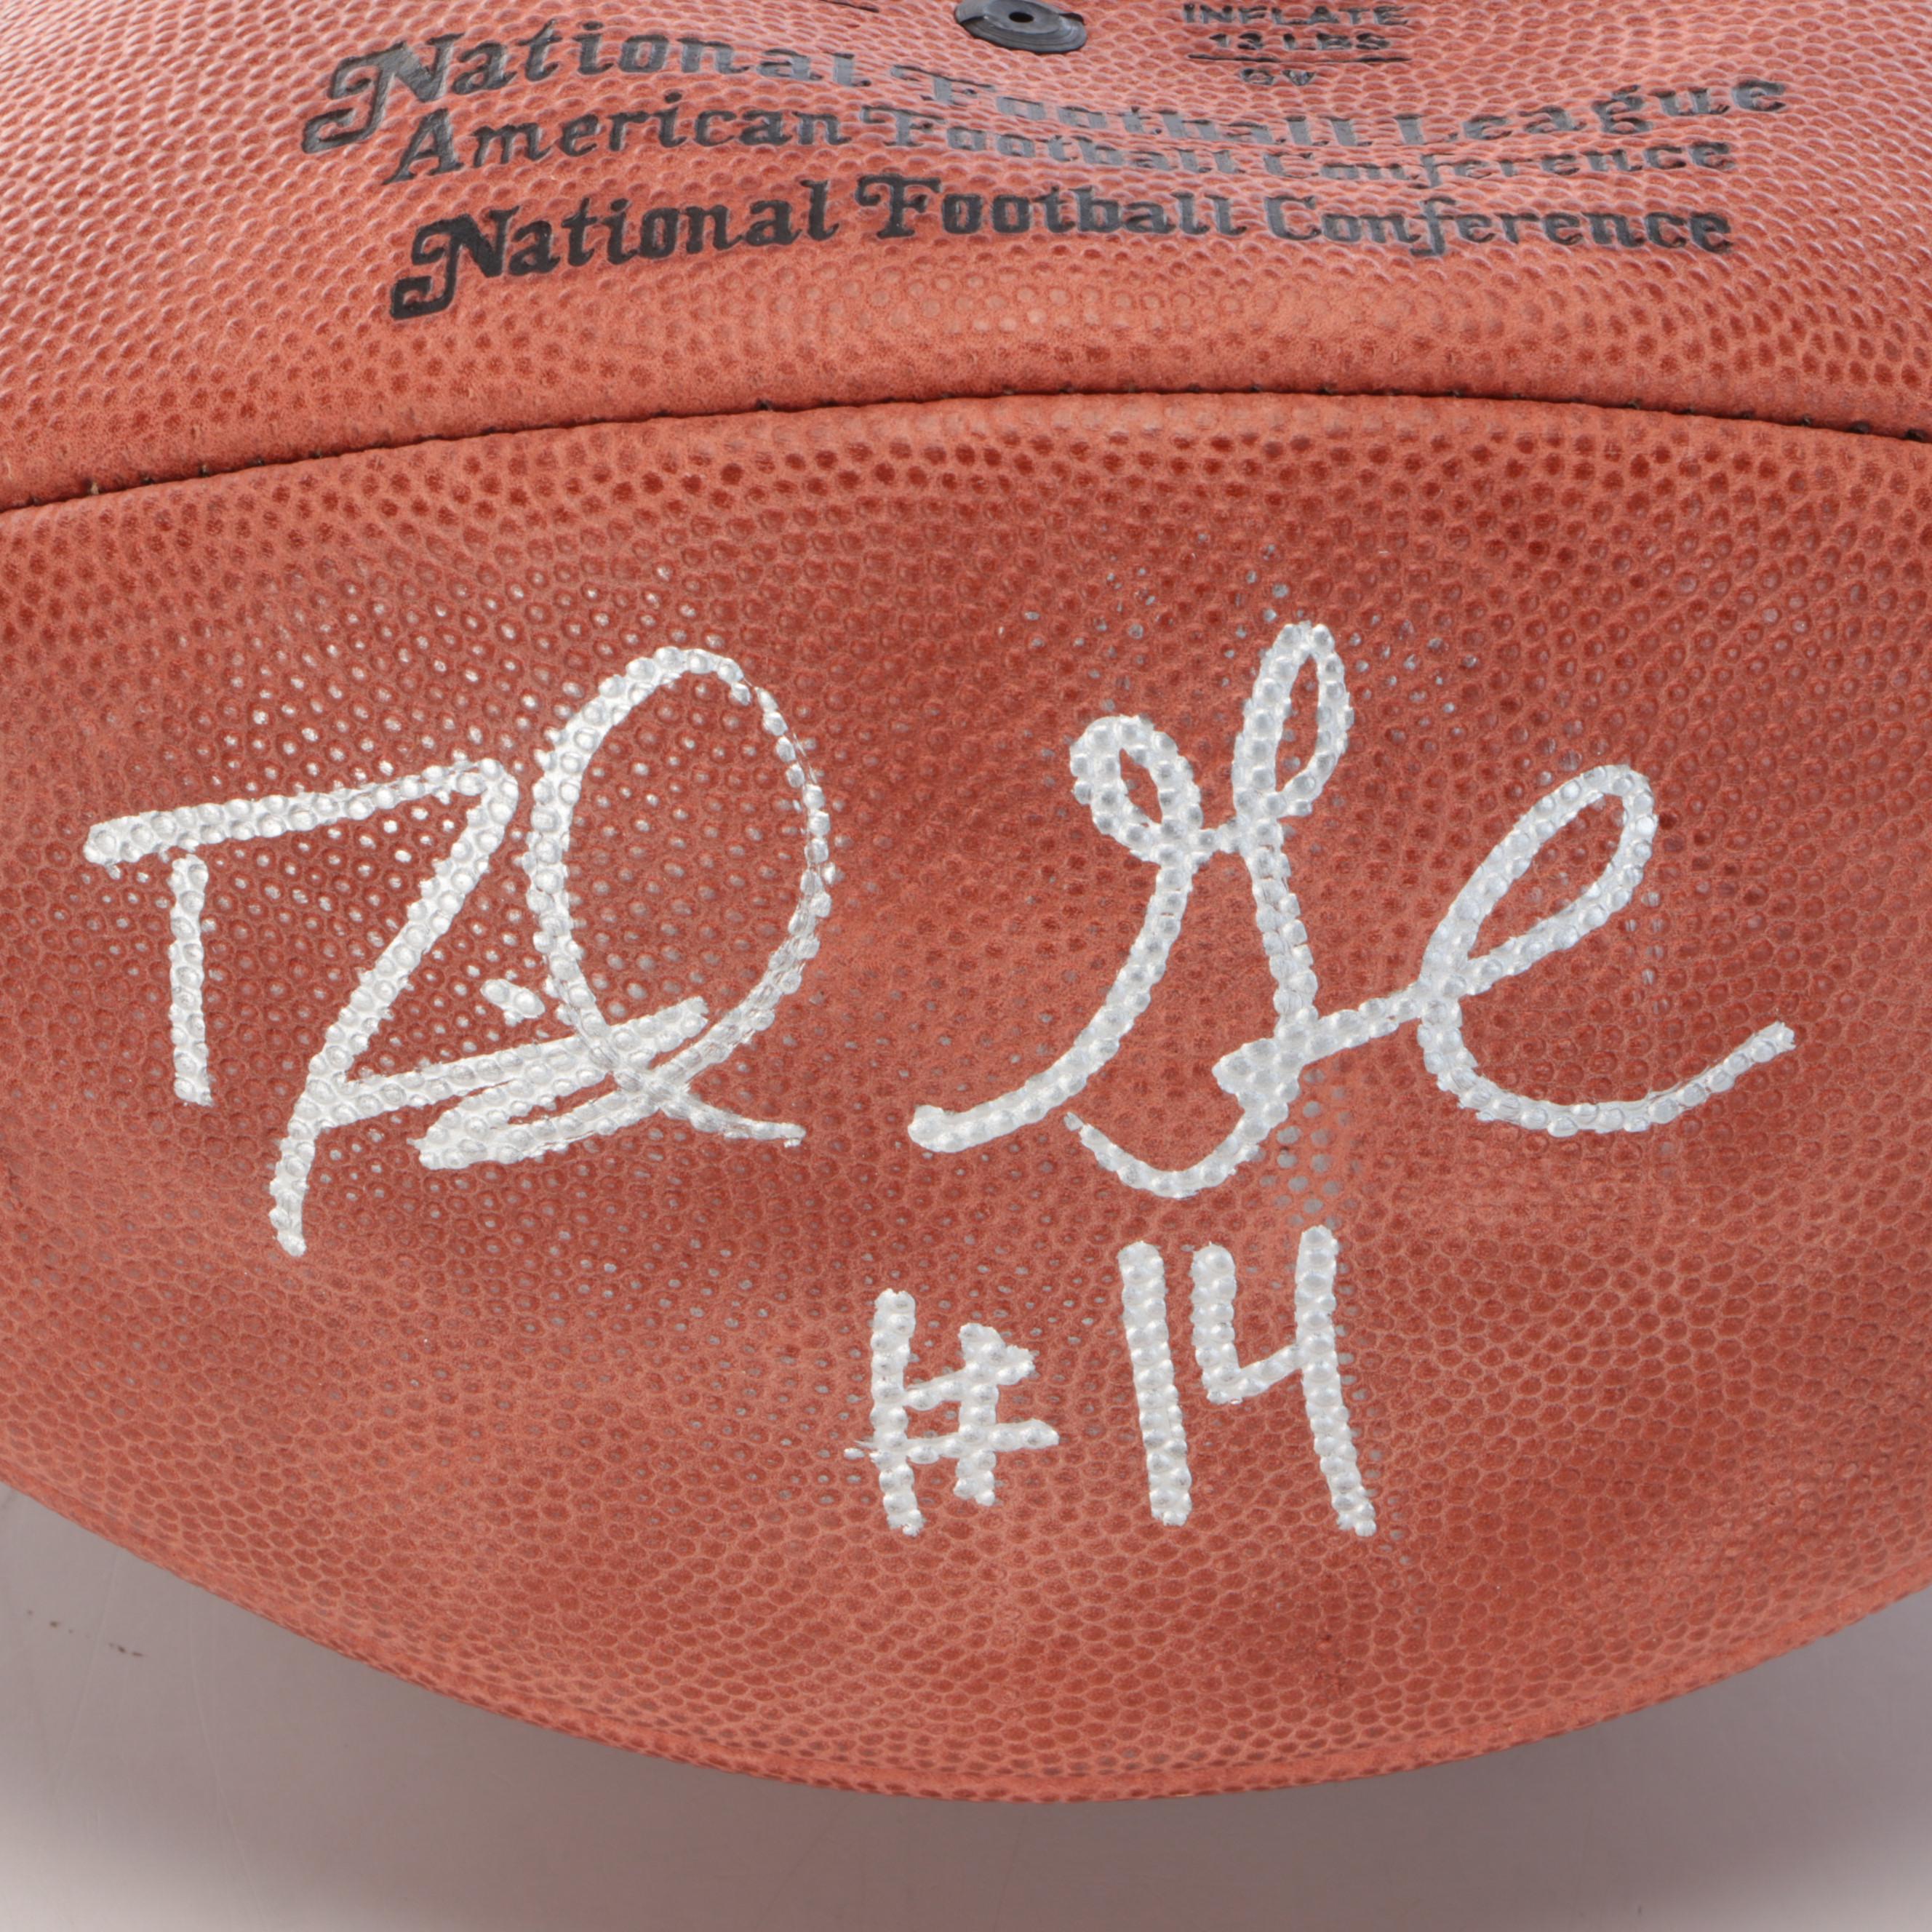 INFLATE
13 LBS
National Football League
American Football Conference
National Football Conference
#14